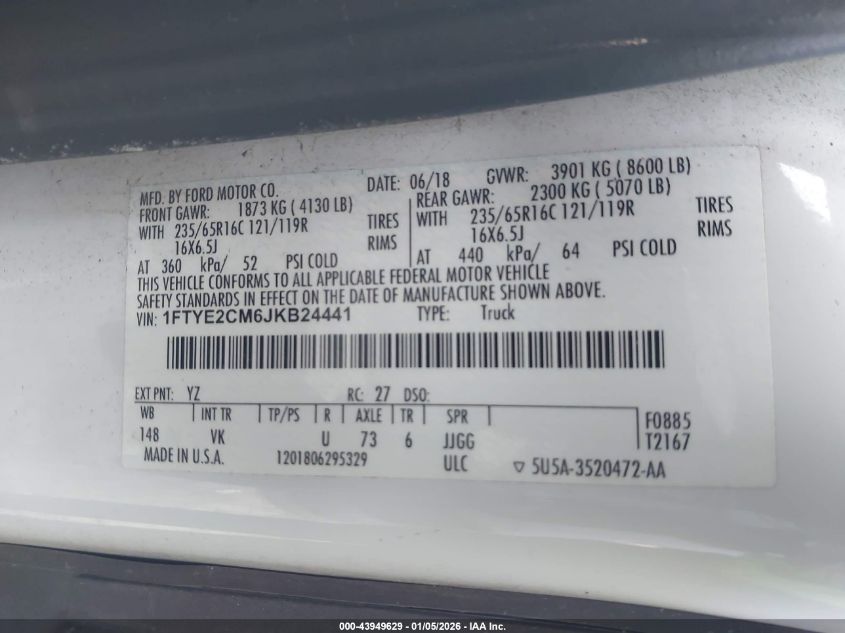 MFD. BY FORD MOTOR CO. DATE: 06/18 GVWR: 3901 KG ( 8600 LB)
FRONT GAWR: 1873 KG ( 4130 LB) REAR GAWR: 2300 KG ( 5070 LB)
WITH 235/65R16C 121/119R TIRES WITH 235/65R16C 121/119R TIRES
16X6.5J RIMS 16X6.5J RIMS
AT 360 kPa/ 52 PSI COLD AT 440 kPa/ 64 PSI COLD
THIS VEHICLE CONFORMS TO ALL APPLICABLE FEDERAL MOTOR VEHICLE
SAFETY STANDARDS IN EFFECT ON THE DATE OF MANUFACTURE SHOWN ABOVE.
VIN: 1FTYE2CM6JKB24441 TYPE: Truck
EXT PNT: YZ RC: 27 DSO:
WB INT TR TP/PS R AXLE TR SPR F0885
148 VK U 73 6 JJGG T2167
MADE IN U.S.A. 1201806295329 ULC ▽ 5U5A-3520472-AA
000-43949629 - 01/05/2026 - IAA Inc.